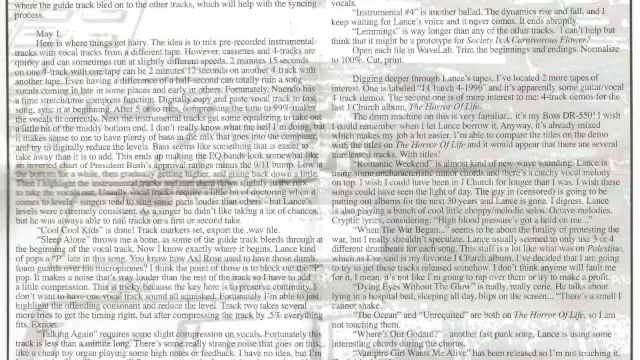 where the guide track bled on to the other tracks, which will help with the syncing
process.
May 1.
Here is where things get hairy. The idea is to mix pre-recorded instrumental
tracks with vocal tracks from a different tape. However, cassettes and 4-tracks are
quirky and can sometimes run at slightly different speeds. 2 minutes 15 seconds
on one 4-track with one tape can be 2 minutes 12 seconds on another 4-track with
another tape. Even having a difference of a half-second can totally ruin a song,
vocals coming in late in some places and early in others. Fortunately, Nuendo has
a time stretch/time compress function. Digitally copy and paste vocal track to first
song, sync it at beginning. After 5 or so takes, compressing the time to .99% makes
the vocals fit correctly. Next the instrumental tracks get some equalizing to take out
a little bit of the muddy bottom end. I don't really know what the hell I'm doing, but
it makes sense to me to have plenty of bass in the mix that goes into the computer,
and try to digitally reduce the levels. Bass seems like something that is easier to
take away than it is to add. This ends up making the EQ bands look somewhat like
an inverted chart of President Bush's approval ratings minus the 9/11 bump. Low at
the bottom for a while, then gradually getting higher, and going back down a little.
Then I highlight the instrumental tracks and turn them down slightly in the mix
to take the vocals out. Usually vocal tracks require a little bit of doctoring when it
comes to levels - singers tend to sing some parts louder than others - but Lance's
levels were extremely consistent. As a singer he didn't like taking a lot of chances,
but he was always able to nail tracks on a first or second take.
"Cool Cool Kids" is done! Track markers set, export the .wav file.
"Sleep Alone" throws me a bone, as some of the guide track bleeds through at
the beginning of the vocal track. Now I know exactly where it begins. Lance kind
of pops a "P" late in this song. You know how Axl Rose used to have those dumb
foam guards over his microphones? I think the point of those is to block out the "P"
pop. It makes a noise that's way louder than the rest of the track so I have to add
a little compression. This is tricky because the key here is to preserve continuity. I
don't want to have one vocal track sound all squished. Fortunately I'm able to just
highlight the offending consonant and reduce the level. Track two takes several
more tries to get the timing right, but after compressing the track by .5% everything
fits. Export.
"Talking Again" requires some slight compression on vocals. Fortunately this
track is less than a minute long. There's some really strange noise that goes on this,
like a cheap toy organ playing some high notes or feedback. I have no idea, but I'm
vocals.
"Instrumental #4" is another ballad. The dynamics rise and fall, and I
keep waiting for Lance's voice and it never comes. It ends abruptly.
"Lemmings" is way longer than any of the other tracks. I can't help but
think that it might be a prototype for Society Is A Carnivorous Flower.
Open each file in WaveLab. Trim the beginnings and endings. Normalize
to 100%. Cut, print.
Digging deeper through Lance's tapes, I've located 2 more tapes of
interest. One is labeled "J Church 4-1996" and it's apparently some guitar/vocal
4-track demos. The second one is of more interest to me: 4-track demos for the
last J Church album, The Horror Of Life.
The drum machine on this is very familiar... it's my Boss DR-550! I wish
I could remember when I let Lance borrow it. Anyway, it's already mixed
which makes my job a lot easier. I'm able to compare the titles on the demo
with the titles on The Horror Of Life and it would appear that there are several
unreleased tracks. With titles!
"Romantic Weekend" is almost kind of new-wave sounding. Lance is
using some uncharacteristic minor chords and there's a catchy vocal melody
on top. I wish I could have been in J Church for longer than I was. I wish these
songs could have seen the light of day. The guy in (censored) is going to be
putting out albums for the next 30 years and Lance is gone. I digress. Lance
is also playing a bunch of cool little choppy/melodic solos. Octave melodies.
Cryptic lyrics, considering: "High blood pressure's got a hold on me..."
"When The War Began..." seems to be about the futility of protesting the
war, but I really shouldn't speculate. Lance usually seemed to only use 3 or 4
different drumbeats for each song. This stuff is a lot like what was on Palestine,
which as I've said is my favorite J Church album. I've decided that I am going
to try to get these tracks released somehow. I don't think anyone will fault me
for it. I mean, it's not like I'm going to rap over them or try to make a profit.
"Dying Eyes Without The Glow" is really, really eerie. He talks about
lying in a hospital bed, sleeping all day, blips on the screen... "There's a smell I
cannot shake."
"The Ocean" and "Unrequited" are both on The Horror Of Life, so I am
skipping them.
"Where's Our Godard?" - another fast punk song, Lance is using some
interesting chords during the chorus.
"Vampire Girl Wants Me Alive" has been released so I'm not touching it.